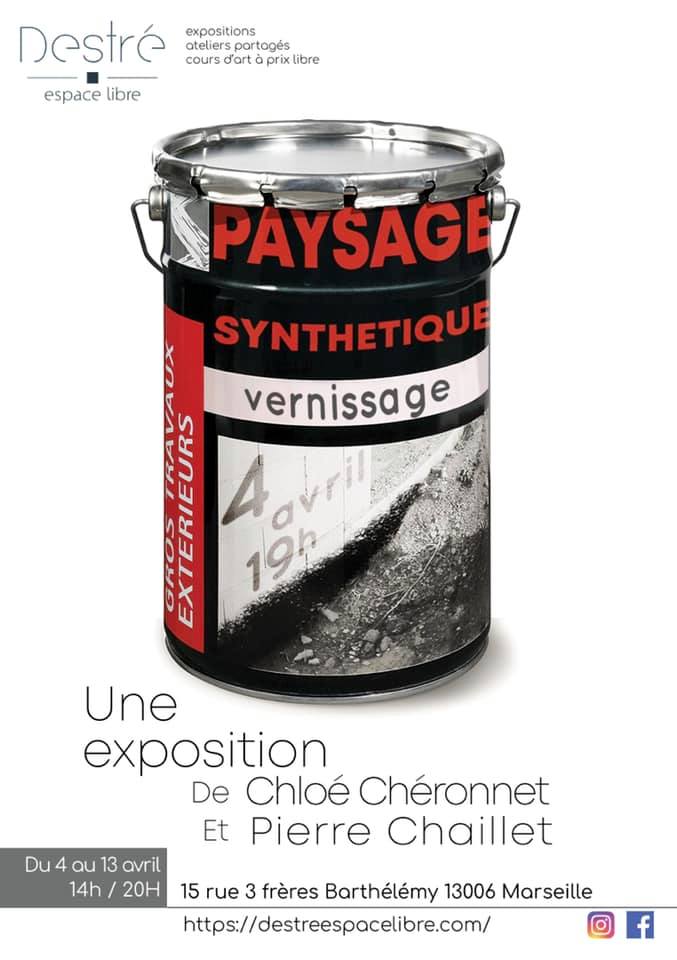 Destré
espace libre
expositions
ateliers partagés
cours d'art à prix libre
PAYSAGE
SYNTHETIQUE
vernissage
GROS TRAVAUX
EXTERIEURS
4
avril
19h
Une
exposition
De Chloé Chéronnet
Et Pierre Chaillet
Du 4 au 13 avril
14h / 20H
15 rue 3 frères Barthélémy 13006 Marseille
https://destreespacelibre.com/